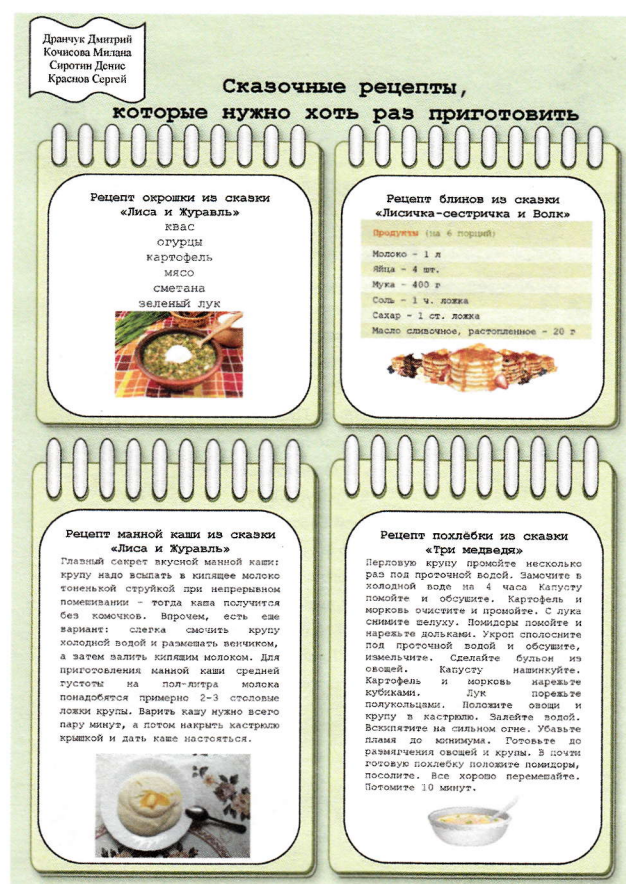 Дранчук Дмитрий
Кочисова Милана
Сиротин Денис
Краснов Сергей
Сказочные рецепты,
которые нужно хоть раз приготовить
Рецепт окрошки из сказки
«Лиса и Журавль»
квас
огурцы
картофель
мясо
сметана
зеленый лук
Рецепт блинов из сказки
«Лисичка-сестричка и Волк»
Продукты (на 6 порций)
Молоко - 1 л
Яйца - 4 шт.
Мука - 400 г
Соль - 1 ч. ложка
Сахар - 1 ст. ложка
Масло сливочное, растопленное - 20 г
Рецепт манной каши из сказки
«Лиса и Журавль»
Главный секрет вкусной манной каши:
крупу надо всыпать в кипящее молоко
тоненькой струйкой при непрерывном
помешивании - тогда каша получится
без комочков. Впрочем, есть еще
вариант: слегка смочить крупу
холодной водой и размешать венчиком,
а затем залить кипящим молоком. Для
приготовления манной каши средней
густоты на пол-литра молока
понадобятся примерно 2-3 столовые
ложки крупы. Варить кашу нужно всего
пару минут, а потом накрыть кастрюлю
крышкой и дать каше настояться.
Рецепт похлёбки из сказки
«Три медведя»
Перловую крупу промойте несколько
раз под проточной водой. Замочите в
холодной воде на 4 часа Капусту
помойте и обсушите. Картофель и
морковь очистите и промойте. С лука
снимите шелуху. Помидоры помойте и
нарежьте дольками. Укроп сполосните
под проточной водой и обсушите,
измельчите. Сделайте бульон из
овощей. Капусту нашинкуйте.
Картофель и морковь нарежьте
кубиками. Лук порежьте
полукольцами. Положите овощи и
крупу в кастрюлю. Залейте водой.
Вскипятите на сильном огне. Убавьте
пламя до минимума. Готовьте до
размягчения овощей и крупы. В почти
готовую похлебку положите помидоры,
посолите. Все хорошо перемешайте.
Потомите 10 минут.